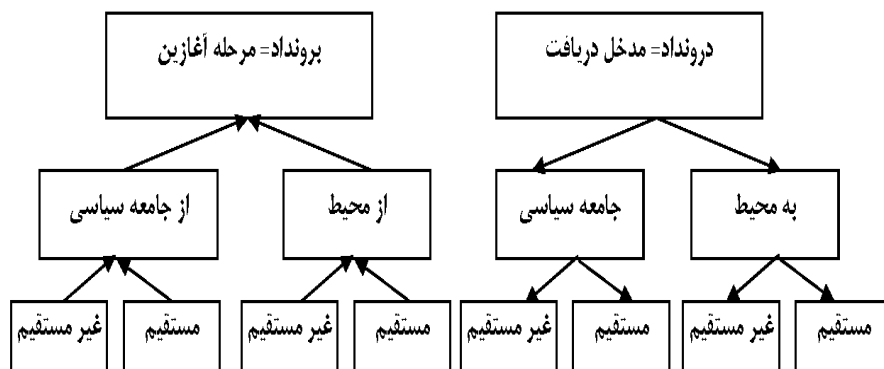 درونداد= مدخل دریافت
برونداد= مرحله آغازین
به محیط
جامعه سیاسی
از محیط
از جامعه سیاسی
مستقیم
غیر مستقیم
مستقیم
غیر مستقیم
مستقیم
غیر مستقیم
مستقیم
غیر مستقیم